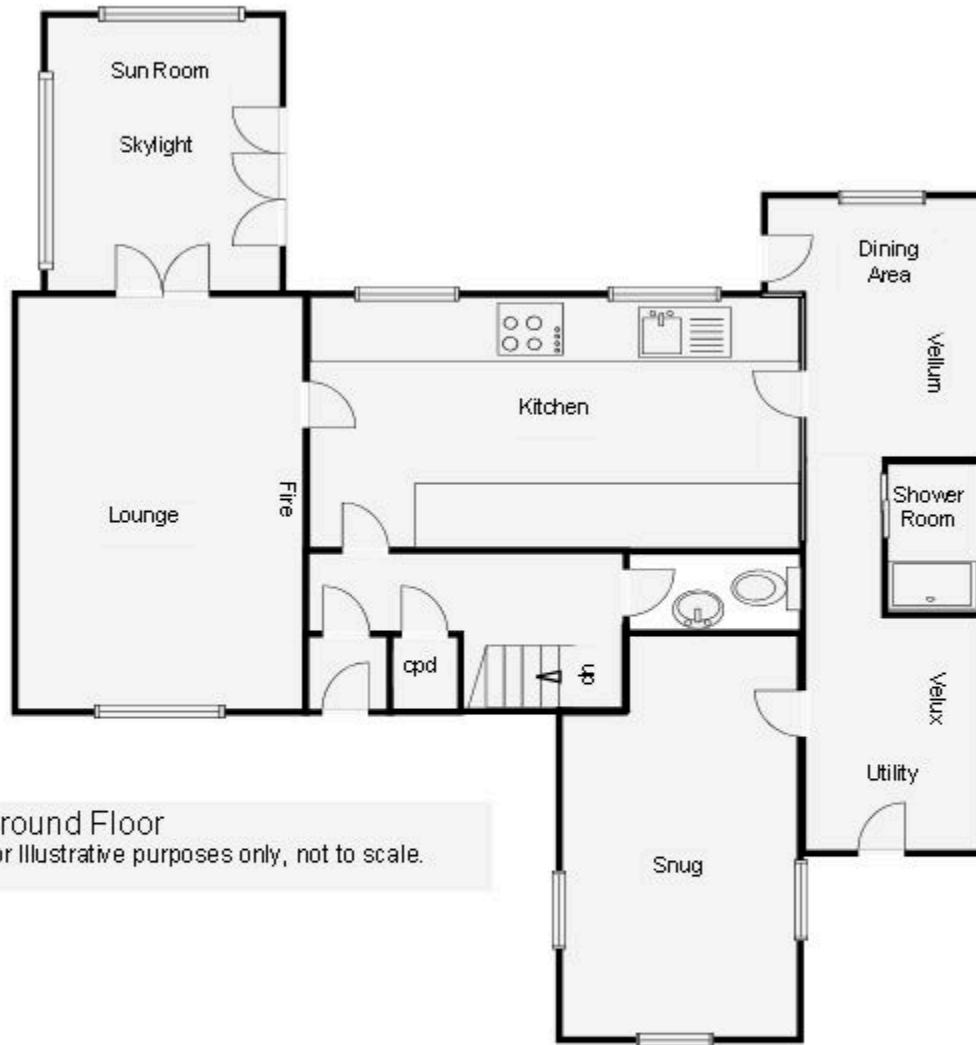 Sun Room
Skylight
Dining
Area
Vellum
Kitchen
Fire
Lounge
Shower
Room
cpd
up
Velux
Utility
Snug
round Floor
or Illustrative purposes only, not to scale.